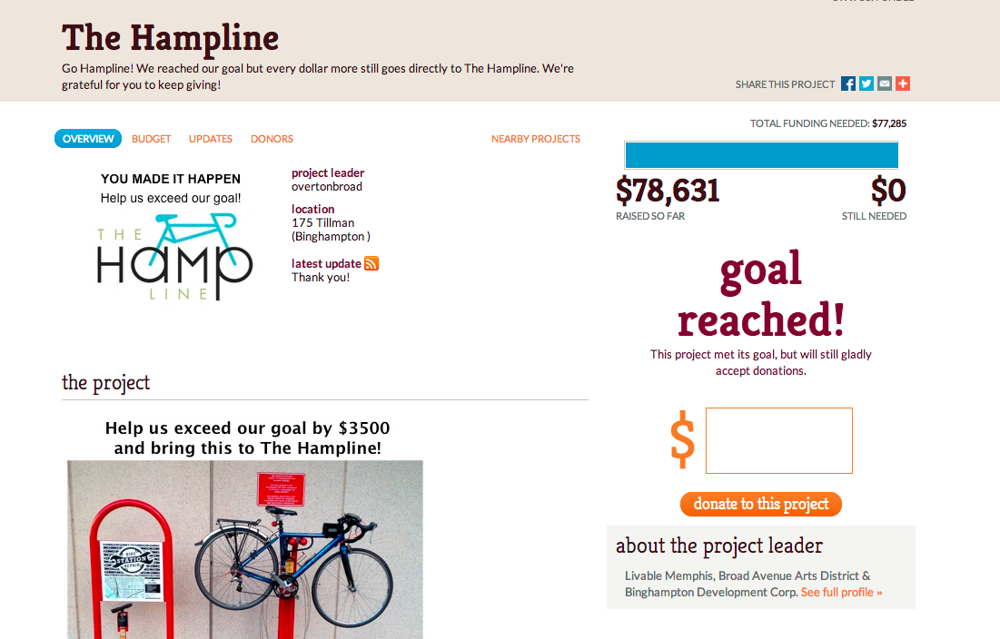 The Hampline
Go Hampline! We reached our goal but every dollar more still goes directly to The Hampline. We're
grateful for you to keep giving!
SHARE THIS PROJECT
OVERVIEW
BUDGET
UPDATES
DONORS
NEARBY PROJECTS
YOU MADE IT HAPPEN
Help us exceed our goal!
THE
HAMP
LINE
project leader
overtonbroad
location
175 Tillman
(Binghampton )
latest update
Thank you!
TOTAL FUNDING NEEDED: $77,285
$78,631
$0
RAISED SO FAR
STILL NEEDED
goal
reached!
This project met its goal, but will still gladly
accept donations.
$
donate to this project
about the project leader
Livable Memphis, Broad Avenue Arts District &
Binghampton Development Corp. See full profile »
the project
Help us exceed our goal by $3500
and bring this to The Hampline!
BIKE
STATION
REPAIR